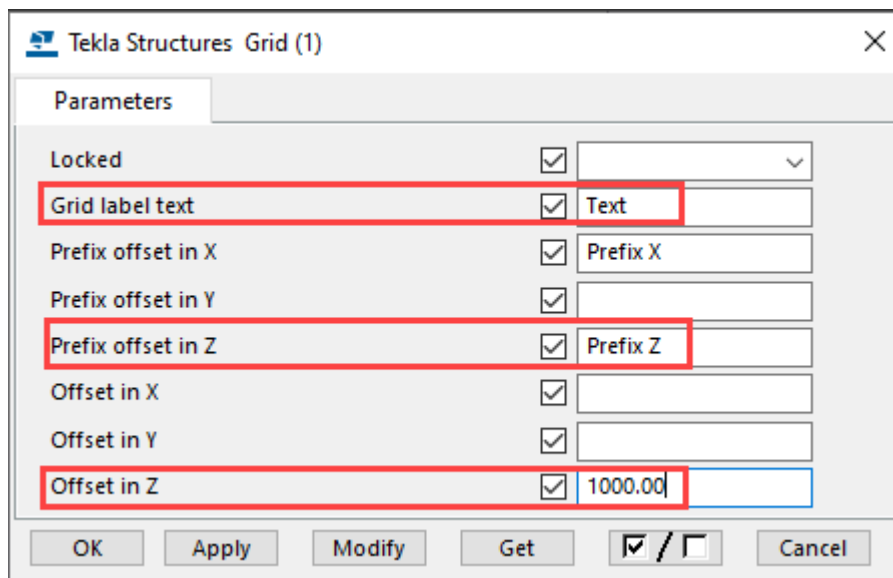 Tekla Structures Grid (1)
Parameters
Locked
Grid label text Text
Prefix offset in X Prefix X
Prefix offset in Y
Prefix offset in Z Prefix Z
Offset in X
Offset in Y
Offset in Z 1000.00
OK Apply Modify Get / Cancel